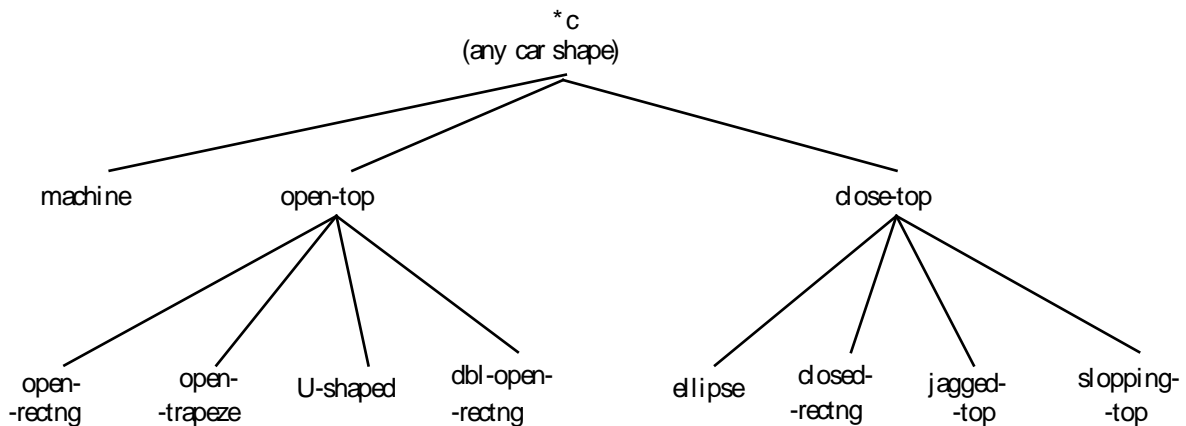 *c
(any car shape)
machine
open-top
close-top
open-
-rectng
open-
-trapeze
U-shaped
dbl-open-
-rectng
ellipse
closed-
-rectng
jagged-
-top
slopping-
-top